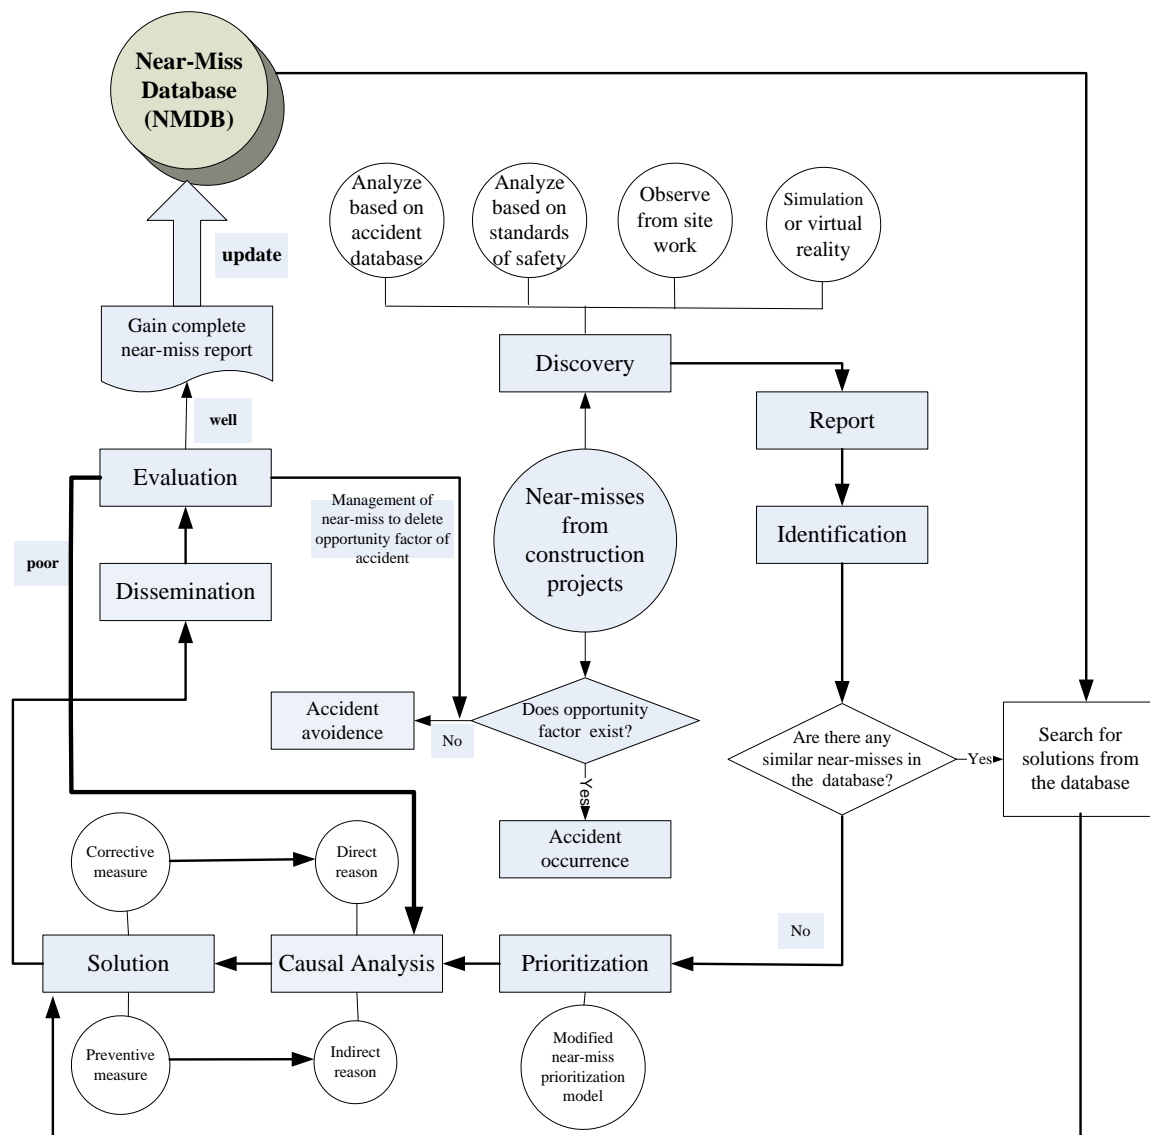 Near-Miss
Database
(NMDB)
Analyze
based on
accident
database
Analyze
based on
standards
of safety
Observe
from site
work
Simulation
or virtual
reality
update
Gain complete
near-miss report
Discovery
Report
well
Evaluation
Management of
near-miss to delete
opportunity factor of
accident
Near-misses
from
construction
projects
Identification
poor
Dissemination
Accident
avoidence
No
Does opportunity
factor exist?
Yes
Are there any
similar near-misses in
the database?
Yes
Search for
solutions from
the database
Accident
occurrence
Corrective
measure
Direct
reason
No
Solution
Causal Analysis
Prioritization
Preventive
measure
Indirect
reason
Modified
near-miss
prioritization
model